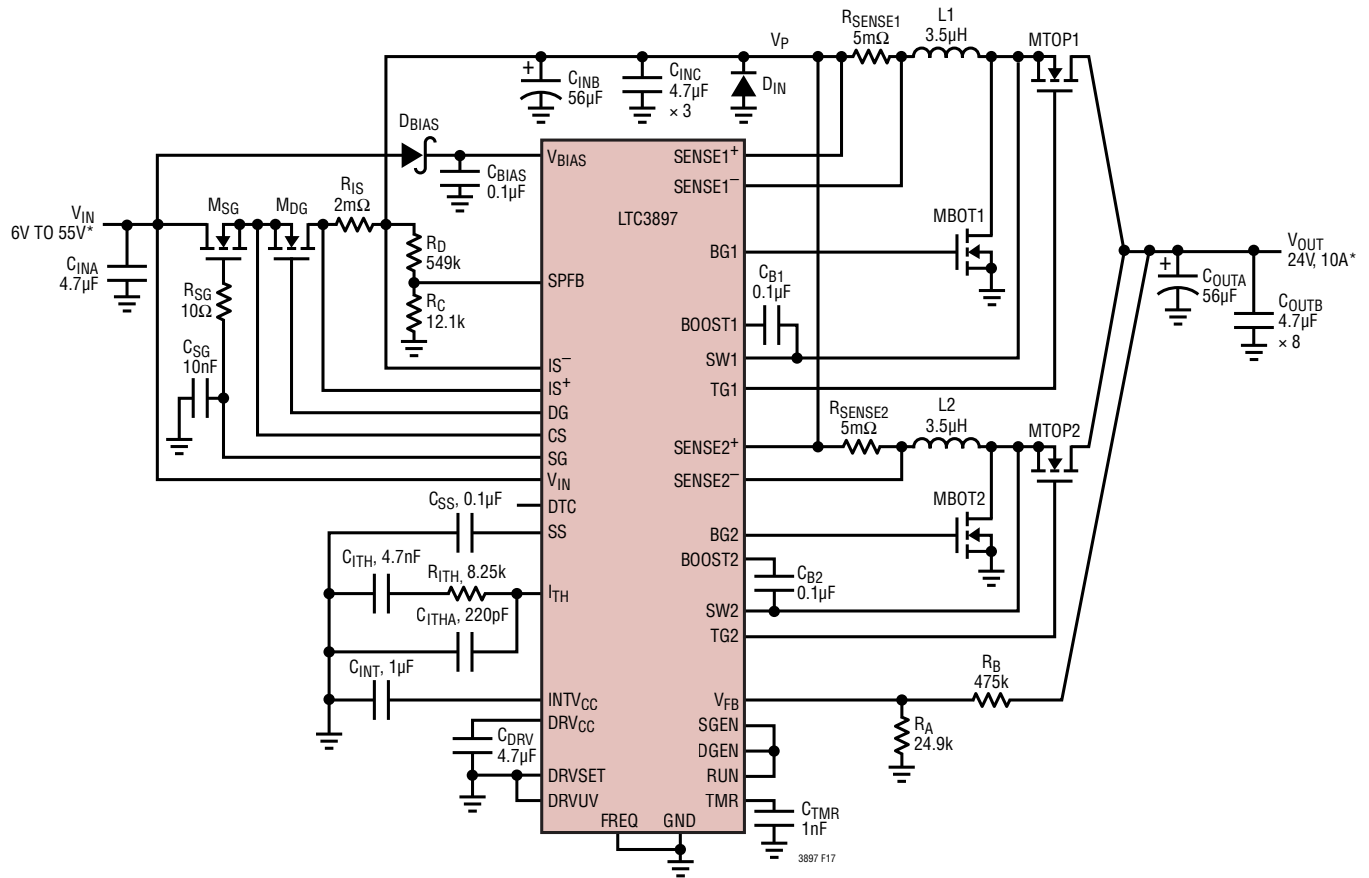 V_P
R_SENSE1
5mΩ
L1
3.5µH
MTOP1
+
C_INB
56µF
C_INC
4.7µF
× 3
D_IN
D_BIAS
C_BIAS
0.1µF
V_BIAS
LTC3897
SENSE1+
SENSE1−
V_IN
6V TO 55V*
C_INA
4.7µF
M_SG
M_DG
R_IS
2mΩ
R_D
549k
R_C
12.1k
SPFB
R_SG
10Ω
C_SG
10nF
IS−
IS+
DG
CS
SG
V_IN
DTC
SS
C_SS, 0.1µF
C_ITH, 4.7nF
R_ITH, 8.25k
I_TH
C_ITHA, 220pF
C_INT, 1µF
INTV_CC
DRV_CC
C_DRV
4.7µF
DRVSET
DRVUV
FREQ
GND
MBOT1
BG1
C_B1
0.1µF
BOOST1
SW1
TG1
V_OUT
24V, 10A*
+
C_OUTA
56µF
C_OUTB
4.7µF
× 8
R_SENSE2
5mΩ
L2
3.5µH
MTOP2
SENSE2+
SENSE2−
MBOT2
BG2
BOOST2
C_B2
0.1µF
SW2
TG2
R_B
475k
V_FB
R_A
24.9k
SGEN
DGEN
RUN
TMR
C_TMR
1nF
3897 F17